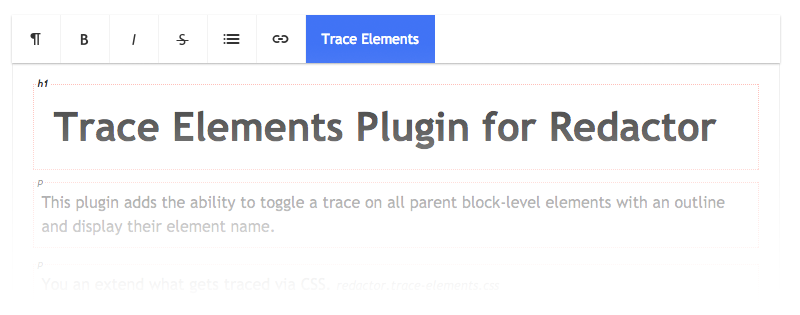 ¶ B I S Trace Elements
h1
Trace Elements Plugin for Redactor
p
This plugin adds the ability to toggle a trace on all parent block-level elements with an outline
and display their element name.
p
You an extend what gets traced via CSS. redactor.trace-elements.css